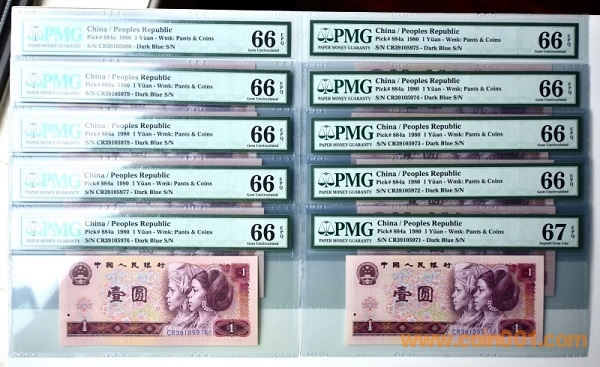 PMG
PAPER MONEY GUARANTY
China / Peoples Republic
Pick# 884a 1980 1 Yüan - Wmk: Pants & Coins
S/N CR39105980 - Dark Blue S/N
66 EPQ
Gem Uncirculated
PMG
PAPER MONEY GUARANTY
China / Peoples Republic
Pick# 884a 1980 1 Yüan - Wmk: Pants & Coins
S/N CR39105979 - Dark Blue S/N
66 EPQ
Gem Uncirculated
PMG
PAPER MONEY GUARANTY
China / Peoples Republic
Pick# 884a 1980 1 Yüan - Wmk: Pants & Coins
S/N CR39105978 - Dark Blue S/N
66 EPQ
Gem Uncirculated
PMG
PAPER MONEY GUARANTY
China / Peoples Republic
Pick# 884a 1980 1 Yüan - Wmk: Pants & Coins
S/N CR39105977 - Dark Blue S/N
66 EPQ
Gem Uncirculated
PMG
PAPER MONEY GUARANTY
China / Peoples Republic
Pick# 884a 1980 1 Yüan - Wmk: Pants & Coins
S/N CR39105976 - Dark Blue S/N
66 EPQ
Gem Uncirculated
中国人民银行
1
壹圆
1
CR39105976
1
PMG
PAPER MONEY GUARANTY
China / Peoples Republic
Pick# 884a 1980 1 Yüan - Wmk: Pants & Coins
S/N CR39105975 - Dark Blue S/N
66 EPQ
Gem Uncirculated
PMG
PAPER MONEY GUARANTY
China / Peoples Republic
Pick# 884a 1980 1 Yüan - Wmk: Pants & Coins
S/N CR39105974 - Dark Blue S/N
66 EPQ
Gem Uncirculated
PMG
PAPER MONEY GUARANTY
China / Peoples Republic
Pick# 884a 1980 1 Yüan - Wmk: Pants & Coins
S/N CR39105973 - Dark Blue S/N
66 EPQ
Gem Uncirculated
PMG
PAPER MONEY GUARANTY
China / Peoples Republic
Pick# 884a 1980 1 Yüan - Wmk: Pants & Coins
S/N CR39105972 - Dark Blue S/N
66 EPQ
Gem Uncirculated
PMG
PAPER MONEY GUARANTY
China / Peoples Republic
Pick# 884a 1980 1 Yüan - Wmk: Pants & Coins
S/N CR39105971 - Dark Blue S/N
67 EPQ
Superb Gem Unc
中国人民银行
1
壹圆
1
1
www.coin001.com